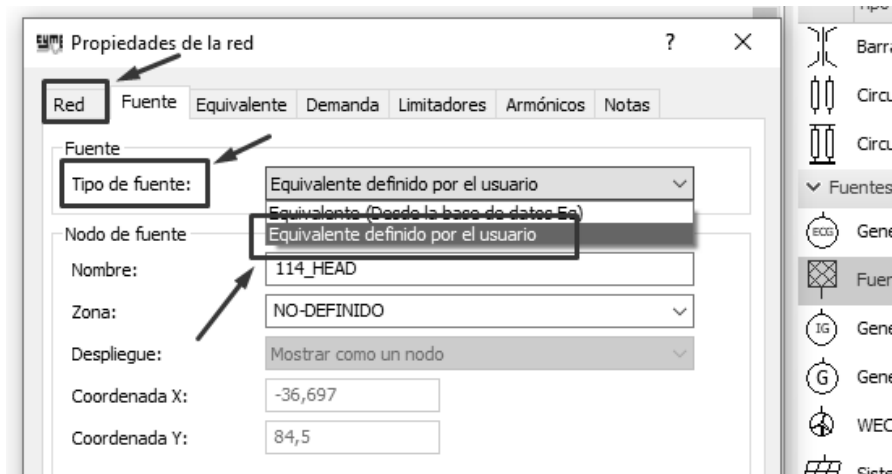 Propiedades de la red ? X
Red Fuente Equivalente Demanda Limitadores Armónicos Notas
Fuente
Tipo de fuente: Equivalente definido por el usuario
Equivalente (Desde la base de datos Eq)
Equivalente definido por el usuario
Nodo de fuente
Nombre: 114_HEAD
Zona: NO-DEFINIDO
Despliegue: Mostrar como un nodo
Coordenada X: -36,697
Coordenada Y: 84,5
Barra
Circu
Circu
Fuentes
ECG Gene
Fuen
IG Gene
G Gene
WEC
Siste